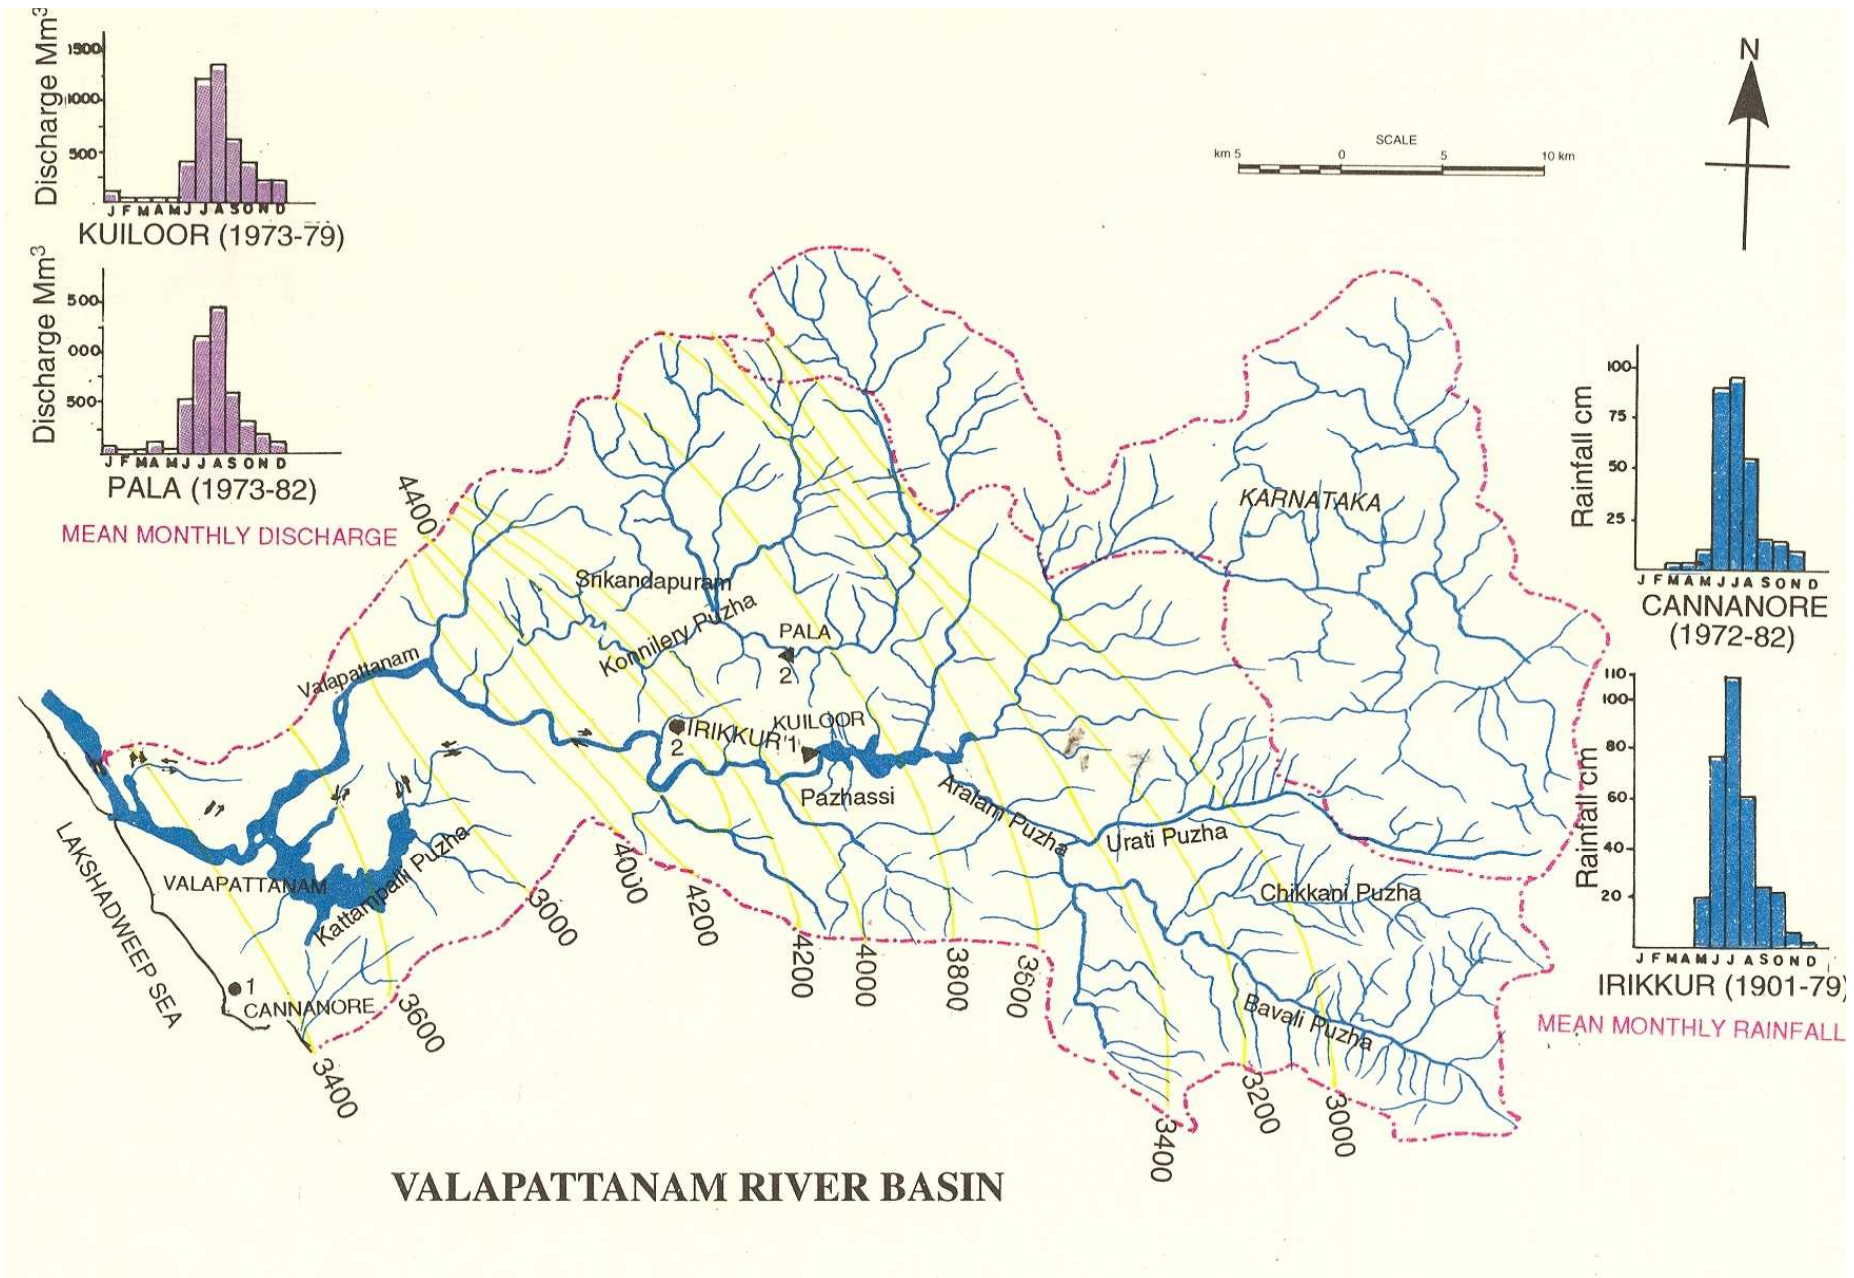 Discharge Mm³
1500
1000
500
J F M A M J J A S O N D
KUILOOR (1973-79)
Discharge Mm³
500
000
500
J F M A M J J A S O N D
PALA (1973-82)
MEAN MONTHLY DISCHARGE
N
SCALE
km 5 0 5 10 km
Rainfall cm
100
75
50
25
J F M A M J J A S O N D
CANNANORE
(1972-82)
Rainfall cm
110
100
80
60
40
20
J F M A M J J A S O N D
IRIKKUR (1901-79)
MEAN MONTHLY RAINFALL
4400
KARNATAKA
Srikandapuram
Konnilery Puzha
PALA
2
Valapattanam
IRIKKUR
2
KUILOOR
1
Pazhassi
Aralam Puzha
Urati Puzha
Chikkani Puzha
Bavali Puzha
LAKSHADWEEP SEA
VALAPATTANAM
Kattampalli Puzha
1
CANNANORE
3400
3600
3000
4000
4200
4200
4000
3800
3600
3400
3200
3000
VALAPATTANAM RIVER BASIN